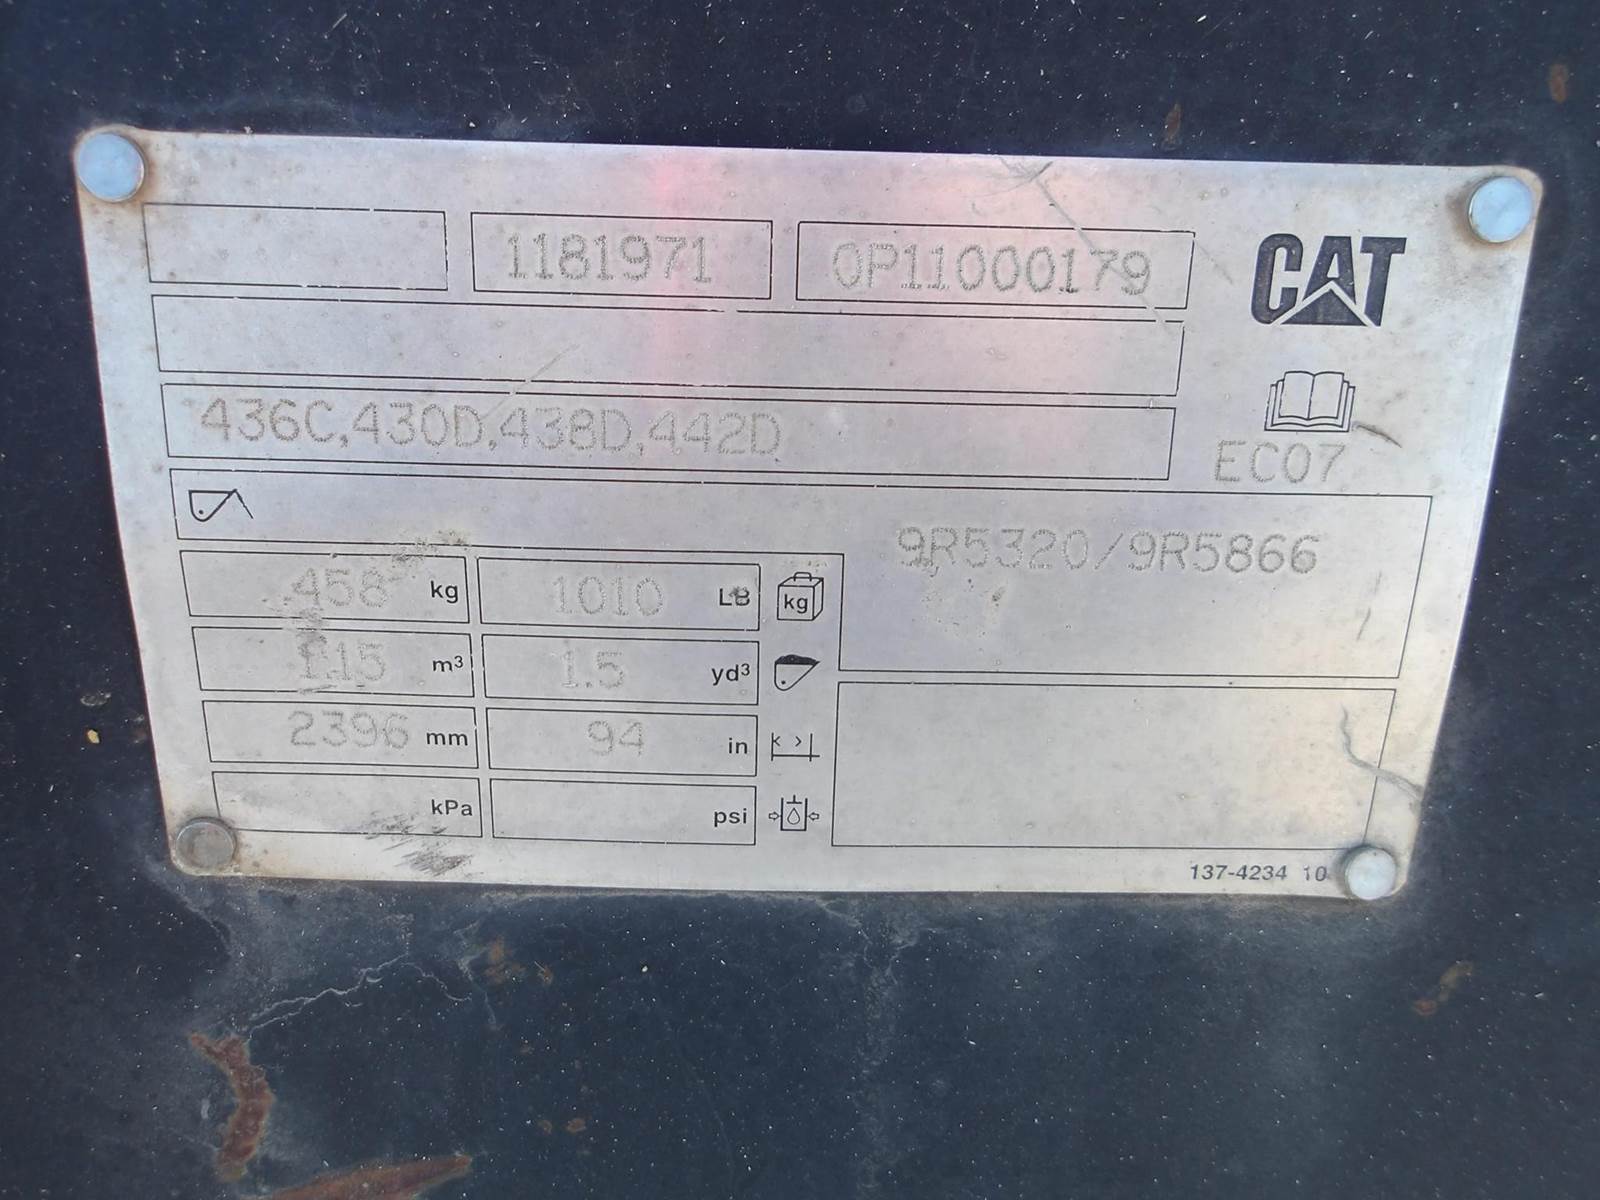 1181971 0P11000179 CAT
436C,430D,438D,442D
EC07
9R5320/9R5866
458 kg 1010 LB kg
1.15 m³ 1.5 yd³
2396 mm 94 in
kPa psi
137-4234 10